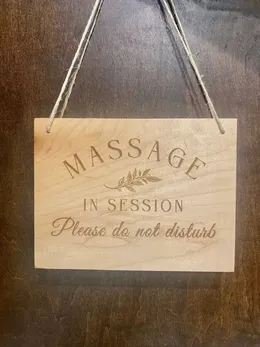 MASSAGE
IN SESSION
Please do not disturb